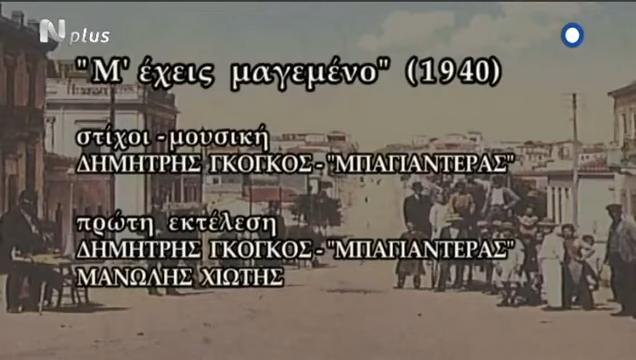 N plus
"Μ' έχεις μαγεμένο" (1940)
στίχοι - μουσική
ΔΗΜΗΤΡΗΣ ΓΚΟΓΚΟΣ - "ΜΠΑΓΙΑΝΤΕΡΑΣ"
πρώτη εκτέλεση
ΔΗΜΗΤΡΗΣ ΓΚΟΓΚΟΣ - "ΜΠΑΓΙΑΝΤΕΡΑΣ"
ΜΑΝΩΛΗΣ ΧΙΩΤΗΣ